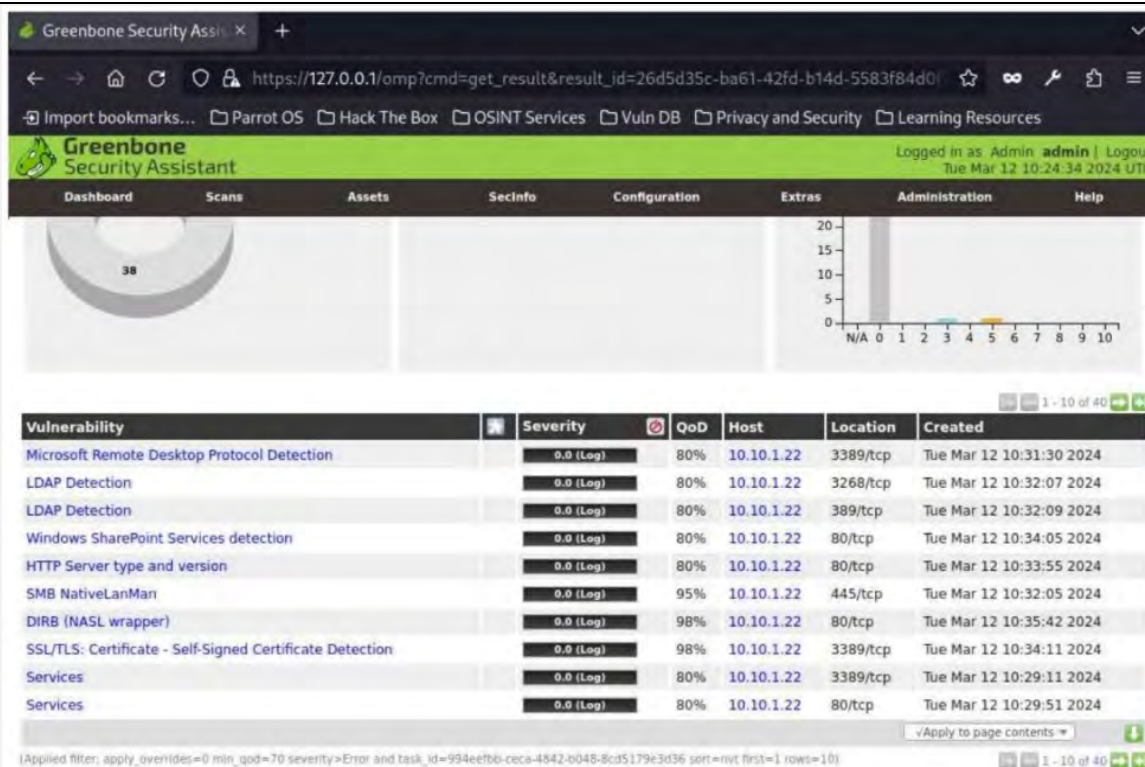 Greenbone Security Assis × +
https://127.0.0.1/omp?cmd=get_result&result_id=26d5d35c-ba61-42fd-b14d-5583f84d0
Import bookmarks... Parrot OS Hack The Box OSINT Services Vuln DB Privacy and Security Learning Resources
Greenbone
Security Assistant
Logged in as Admin admin | Logou
Tue Mar 12 10:24:34 2024 UT
Dashboard Scans Assets SecInfo Configuration Extras Administration Help
38
20
15
10
5
0
N/A 0 1 2 3 4 5 6 7 8 9 10
1 - 10 of 40
Vulnerability Severity QoD Host Location Created
Microsoft Remote Desktop Protocol Detection 0.0 (Log) 80% 10.10.1.22 3389/tcp Tue Mar 12 10:31:30 2024
LDAP Detection 0.0 (Log) 80% 10.10.1.22 3268/tcp Tue Mar 12 10:32:07 2024
LDAP Detection 0.0 (Log) 80% 10.10.1.22 389/tcp Tue Mar 12 10:32:09 2024
Windows SharePoint Services detection 0.0 (Log) 80% 10.10.1.22 80/tcp Tue Mar 12 10:34:05 2024
HTTP Server type and version 0.0 (Log) 80% 10.10.1.22 80/tcp Tue Mar 12 10:33:55 2024
SMB NativeLanMan 0.0 (Log) 95% 10.10.1.22 445/tcp Tue Mar 12 10:32:05 2024
DIRB (NASL wrapper) 0.0 (Log) 98% 10.10.1.22 80/tcp Tue Mar 12 10:35:42 2024
SSL/TLS: Certificate - Self-Signed Certificate Detection 0.0 (Log) 98% 10.10.1.22 3389/tcp Tue Mar 12 10:34:11 2024
Services 0.0 (Log) 80% 10.10.1.22 3389/tcp Tue Mar 12 10:29:11 2024
Services 0.0 (Log) 80% 10.10.1.22 80/tcp Tue Mar 12 10:29:51 2024
√Apply to page contents
(Applied filter: apply_overrides=0 min_qod=70 severity>Error and task_id=994eefbb-ceca-4842-b048-8cd5179e3d36 sort=nvt first=1 rows=10)
1 - 10 of 40